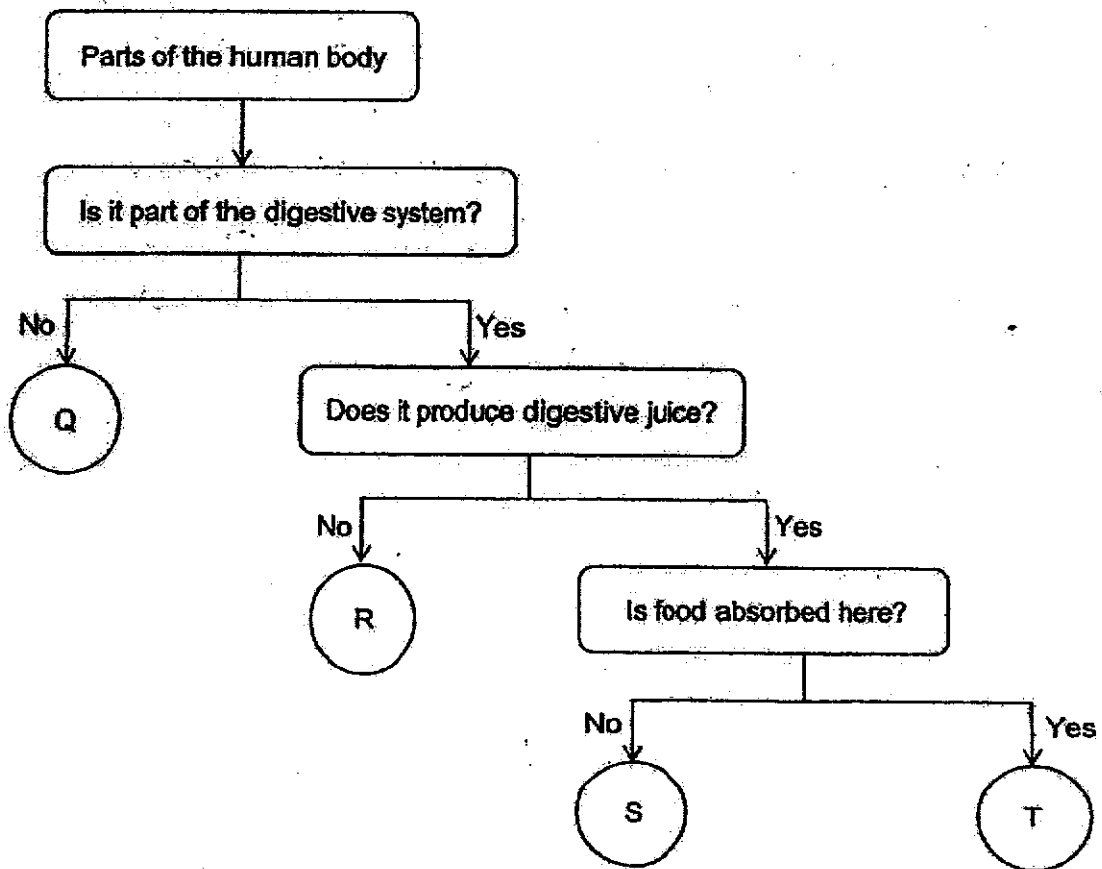 Parts of the human body
Is it part of the digestive system?
No
Yes
Q
Does it produce digestive juice?
No
Yes
R
Is food absorbed here?
No
Yes
S
T